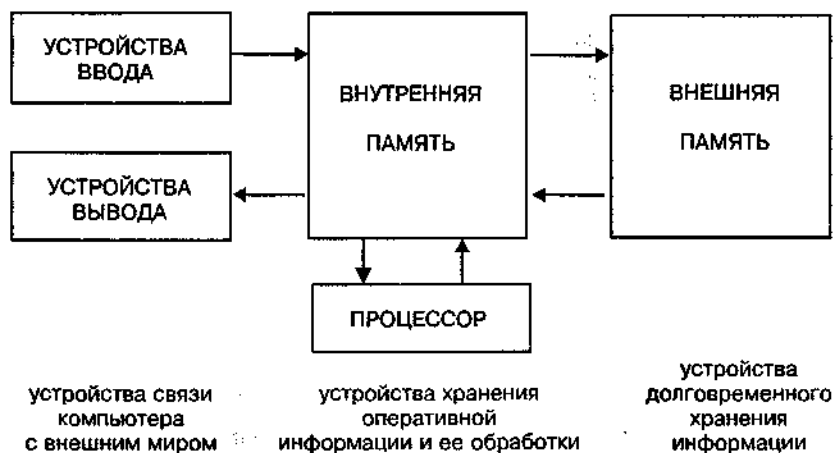 УСТРОЙСТВА
ВВОДА
ВНУТРЕННЯЯ
ПАМЯТЬ
ВНЕШНЯЯ
ПАМЯТЬ
УСТРОЙСТВА
ВЫВОДА
ПРОЦЕССОР
устройства связи
компьютера
с внешним миром
устройства хранения
оперативной
информации и ее обработки
устройства
долговременного
хранения
информации